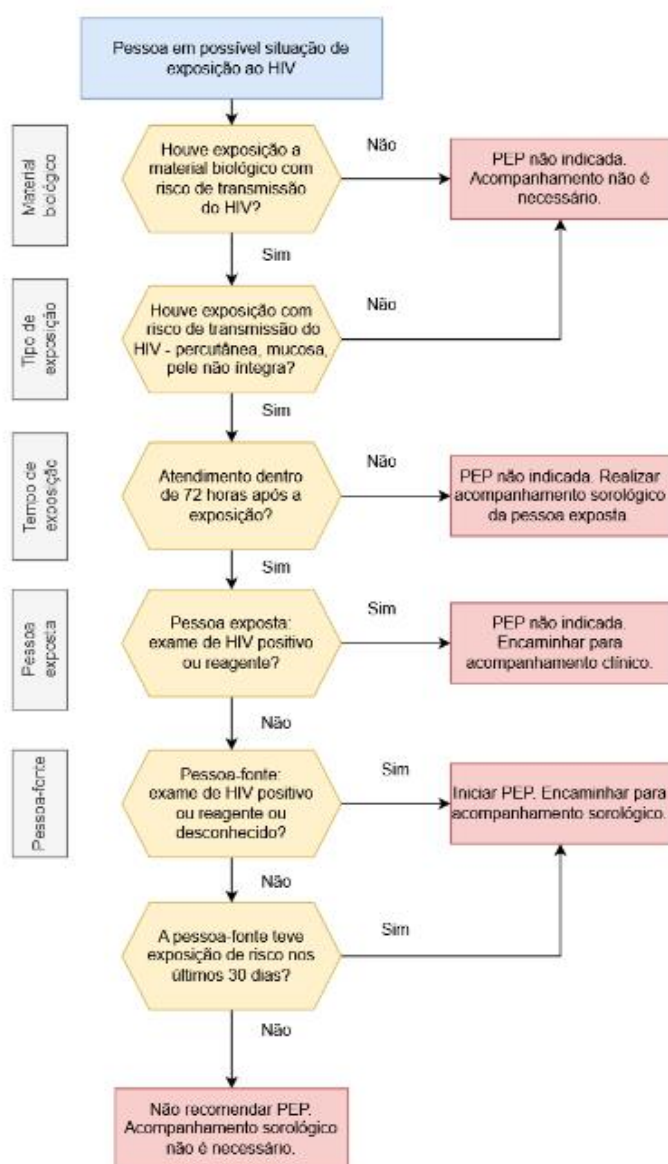 Pessoa em possível situação de
exposição ao HIV
Material
biológico
Houve exposição a
material biológico com
risco de transmissão
do HIV?
Não
PEP não indicada.
Acompanhamento não é
necessário.
Sim
Tipo de
exposição
Houve exposição com
risco de transmissão do
HIV - percutânea, mucosa,
pele não íntegra?
Não
Sim
Tempo de
exposição
Atendimento dentro
de 72 horas após a
exposição?
Não
PEP não indicada. Realizar
acompanhamento sorológico
da pessoa exposta
Sim
Pessoa
exposta
Pessoa exposta:
exame de HIV positivo
ou reagente?
Sim
PEP não indicada.
Encaminhar para
acompanhamento clínico.
Não
Pessoa-fonte
Pessoa-fonte:
exame de HIV positivo
ou reagente ou
desconhecido?
Sim
Iniciar PEP. Encaminhar para
acompanhamento sorológico.
Não
A pessoa-fonte teve
exposição de risco nos
últimos 30 dias?
Sim
Não
Não recomendar PEP.
Acompanhamento sorológico
não é necessário.